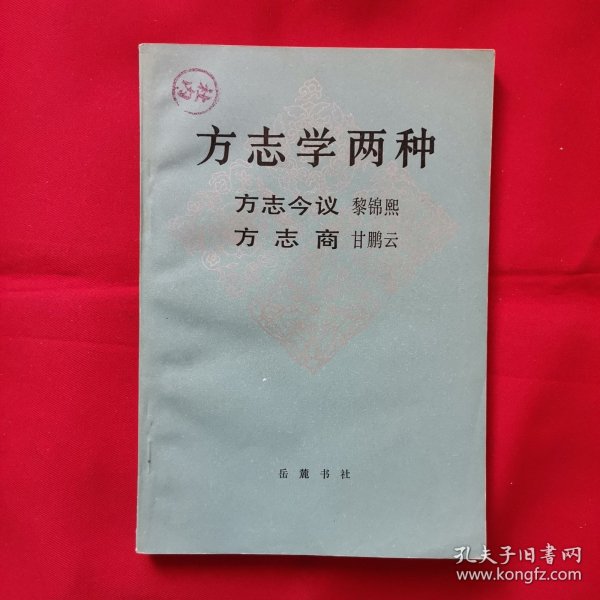 方志学两种
方志今议 黎锦熙
方志商 甘鹏云
岳麓书社
孔夫子旧书网
www.kongfz.com